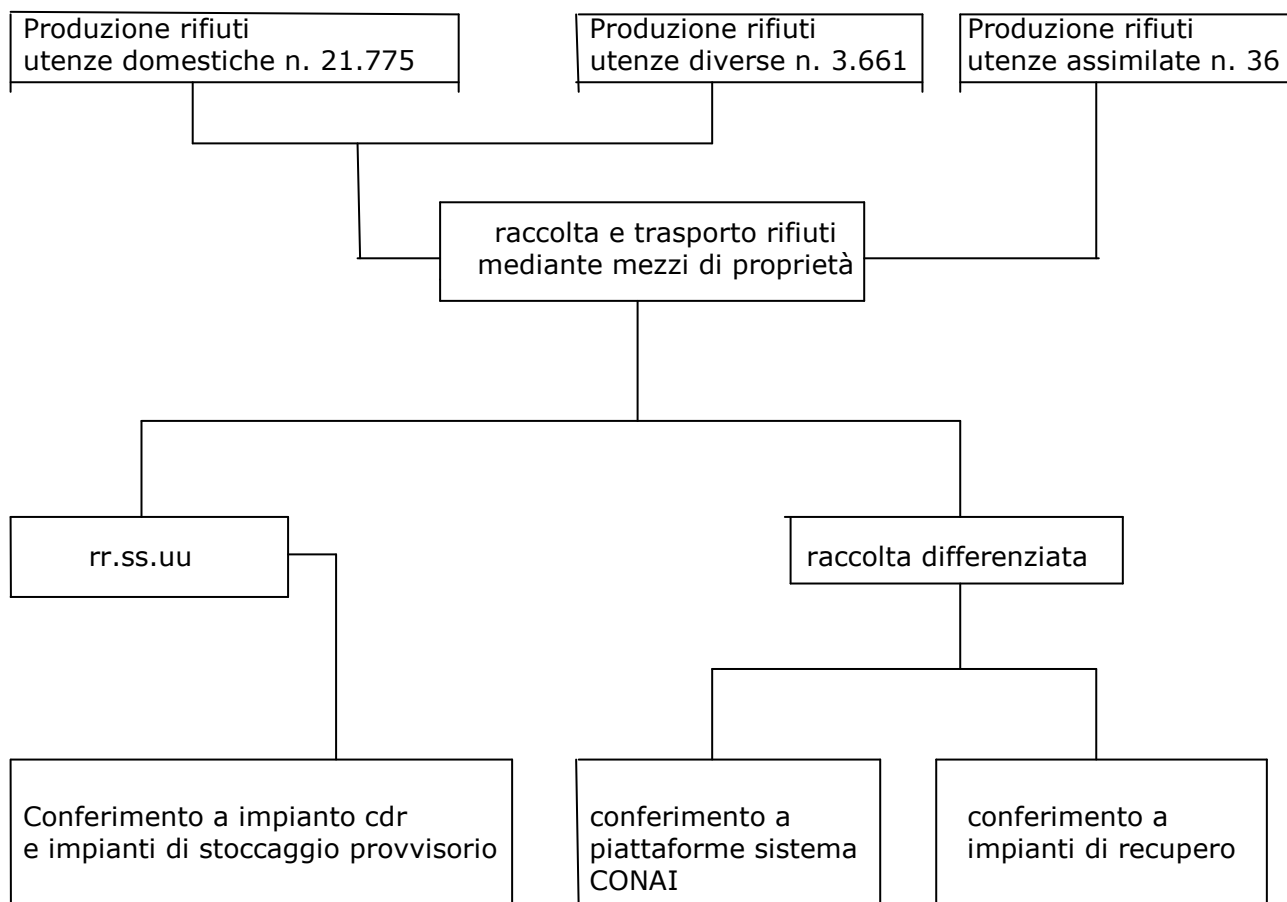 Produzione rifiuti
utenze domestiche n. 21.775
Produzione rifiuti
utenze diverse n. 3.661
Produzione rifiuti
utenze assimilate n. 36
raccolta e trasporto rifiuti
mediante mezzi di proprietà
rr.ss.uu
raccolta differenziata
Conferimento a impianto cdr
e impianti di stoccaggio provvisorio
conferimento a
piattaforme sistema
CONAI
conferimento a
impianti di recupero